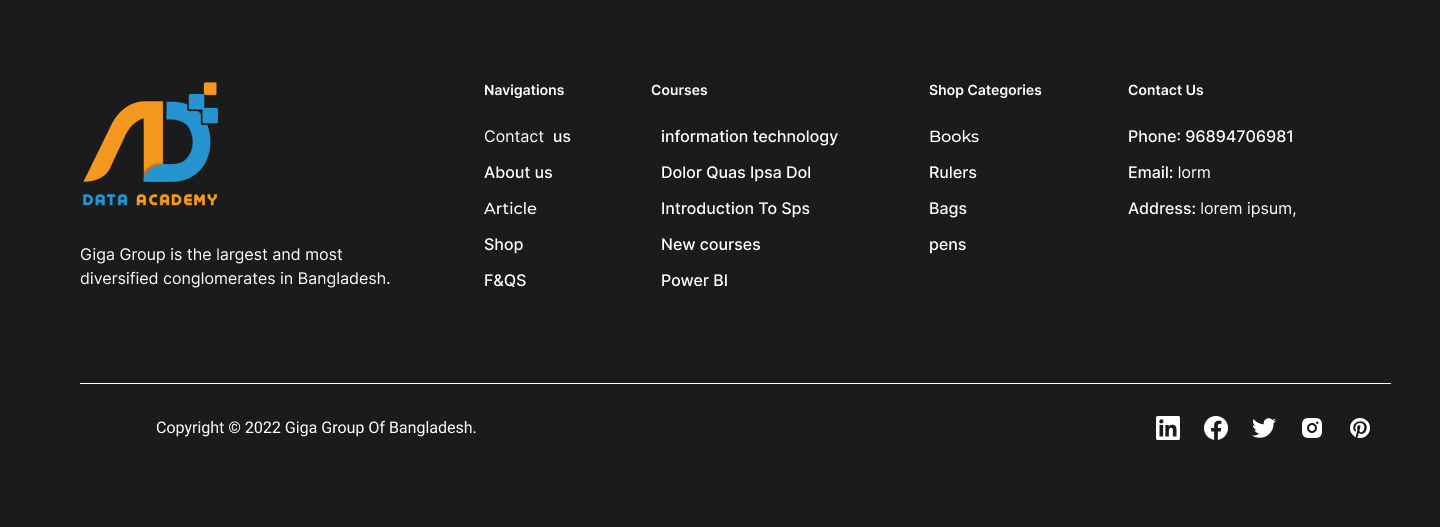 DATA ACADEMY
Giga Group is the largest and most
diversified conglomerates in Bangladesh.
Navigations
Contact us
About us
Article
Shop
F&QS
Courses
information technology
Dolor Quas Ipsa Dol
Introduction To Sps
New courses
Power BI
Shop Categories
Books
Rulers
Bags
pens
Contact Us
Phone: 96894706981
Email: lorm
Address: lorem ipsum,
Copyright © 2022 Giga Group Of Bangladesh.